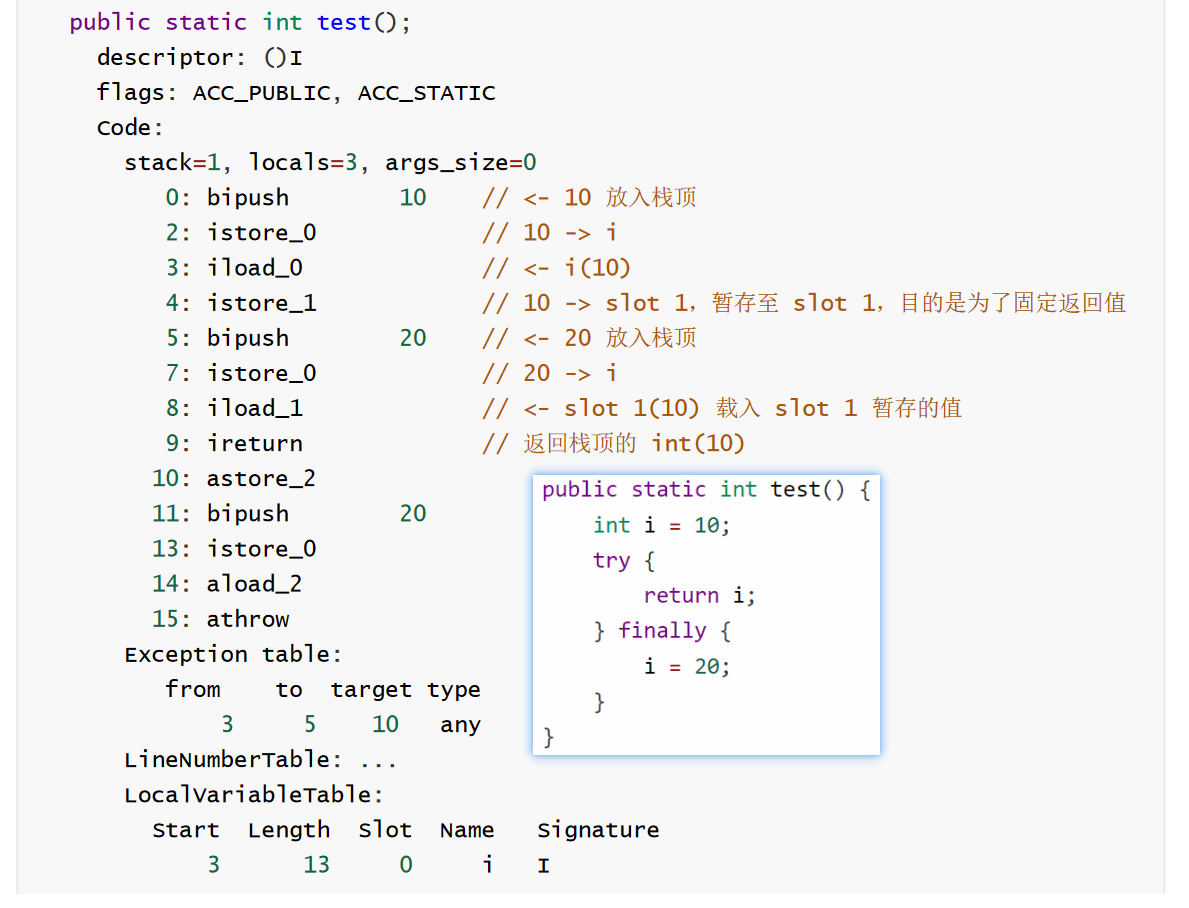 public static int test();
descriptor: ()I
flags: ACC_PUBLIC, ACC_STATIC
Code:
stack=1, locals=3, args_size=0
0: bipush 10 // <- 10 放入栈顶
2: istore_0 // 10 -> i
3: iload_0 // <- i(10)
4: istore_1 // 10 -> slot 1，暂存至 slot 1，目的是为了固定返回值
5: bipush 20 // <- 20 放入栈顶
7: istore_0 // 20 -> i
8: iload_1 // <- slot 1(10) 载入 slot 1 暂存的值
9: ireturn // 返回栈顶的 int(10)
10: astore_2
11: bipush 20
13: istore_0
14: aload_2
15: athrow
Exception table:
from to target type
3 5 10 any
LineNumberTable: ...
LocalVariableTable:
Start Length Slot Name Signature
3 13 0 i I
public static int test() {
int i = 10;
try {
return i;
} finally {
i = 20;
}
}